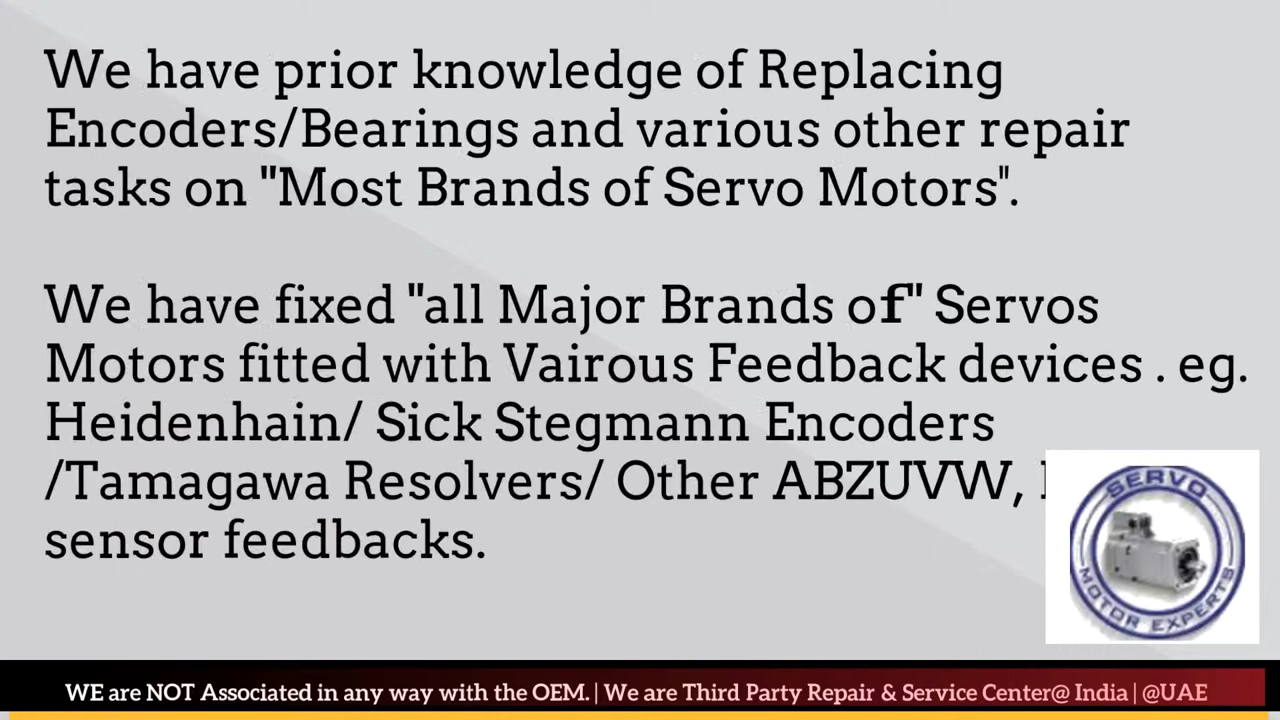 We have prior knowledge of Replacing
Encoders/Bearings and various other repair
tasks on "Most Brands of Servo Motors".
We have fixed "all Major Brands of" Servos
Motors fitted with Vairous Feedback devices . eg.
Heidenhain/ Sick Stegmann Encoders
/Tamagawa Resolvers/ Other ABZUVW,
sensor feedbacks.
SERVO
MOTOR EXPERTS
WE are NOT Associated in any way with the OEM. | We are Third Party Repair & Service Center@ India | @UAE